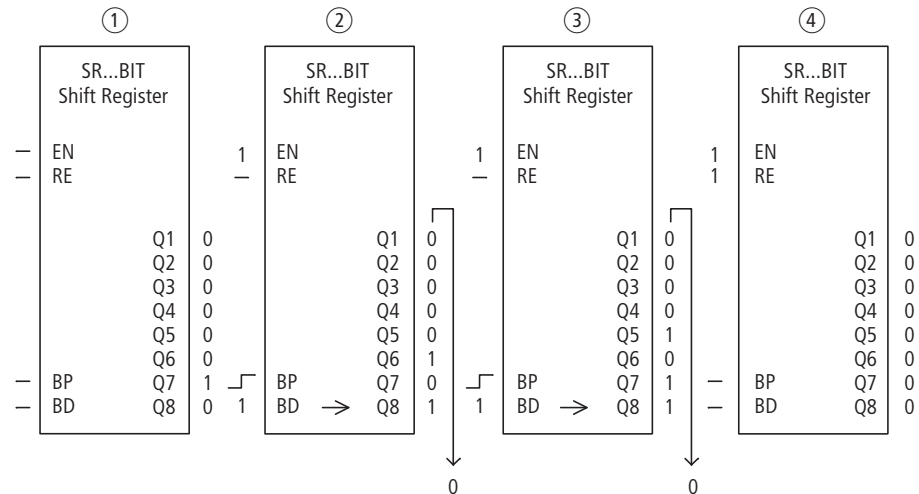 ① ② ③ ④
SR...BIT SR...BIT SR...BIT SR...BIT
Shift Register Shift Register Shift Register Shift Register
– EN 1 EN 1 EN 1 EN
– RE – RE – RE 1 RE
Q1 0 Q1 0 Q1 0 Q1 0
Q2 0 Q2 0 Q2 0 Q2 0
Q3 0 Q3 0 Q3 0 Q3 0
Q4 0 Q4 0 Q4 0 Q4 0
Q5 0 Q5 0 Q5 1 Q5 0
Q6 0 Q6 1 Q6 0 Q6 0
– BP Q7 1 BP Q7 0 BP Q7 1 – BP Q7 0
– BD Q8 0 1 BD → Q8 1 1 BD → Q8 1 – BD Q8 0
0 0